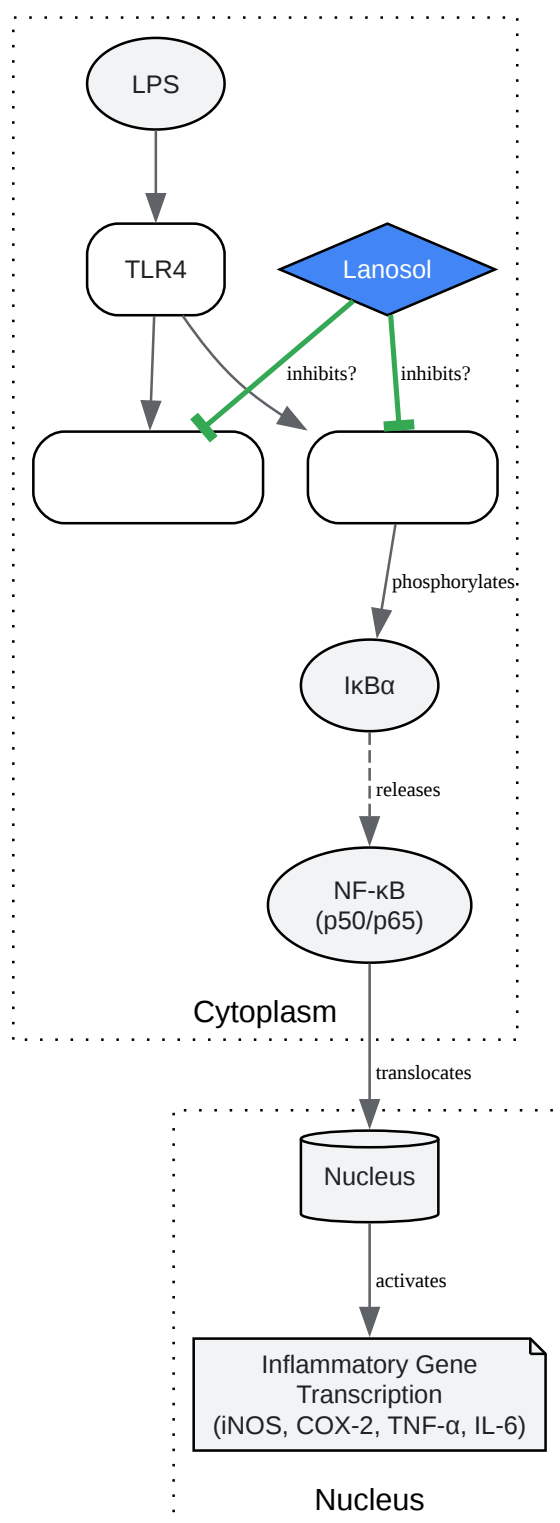 LPS
TLR4
Lanosol
inhibits?
inhibits?
phosphorylates
IκBα
releases
NF-κB
(p50/p65)
Cytoplasm
translocates
Nucleus
activates
Inflammatory Gene
Transcription
(iNOS, COX-2, TNF-α, IL-6)
Nucleus